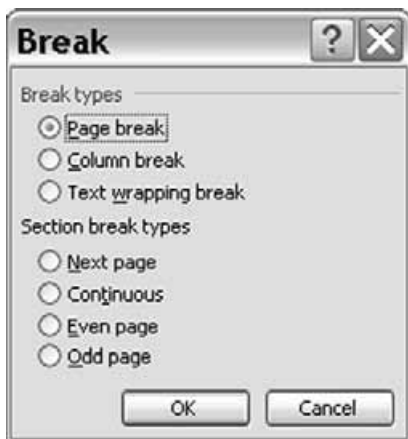 Break
Break types
Page break
Column break
Text wrapping break
Section break types
Next page
Continuous
Even page
Odd page
OK Cancel